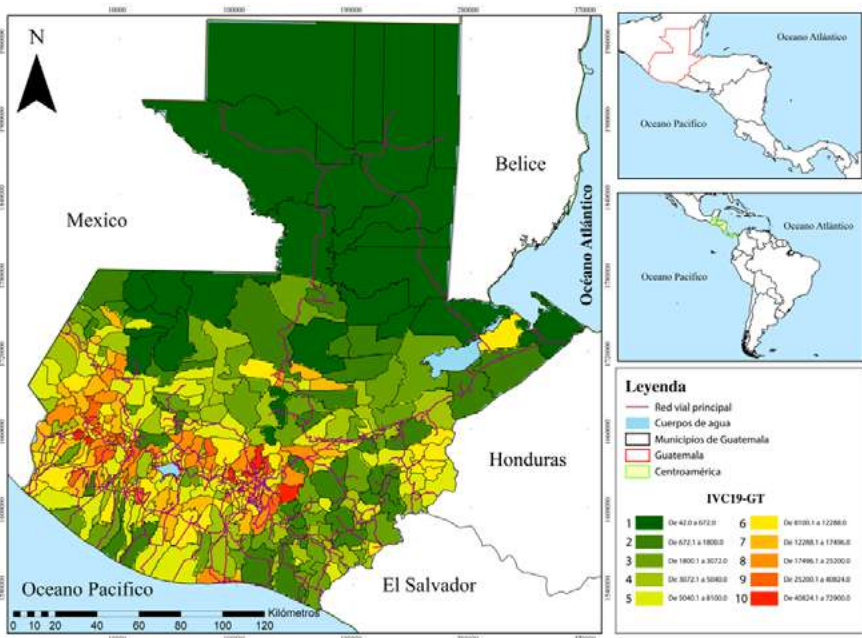 N
Mexico
Belice
Océano Atlántico
Honduras
El Salvador
Oceano Pacifico
Kilómetros
0 10 20 40 60 80 100 120
Oceano Atlántico
Oceano Pacifico
Oceano Atlántico
Oceano Pacifico
Leyenda
Red vial principal
Cuerpos de agua
Municipios de Guatemala
Guatemala
Centroamérica
IVC19-GT
1 De 42.0 a 672.0
2 De 672.1 a 1800.0
3 De 1800.1 a 3072.0
4 De 3072.1 a 5040.0
5 De 5040.1 a 8100.0
6 De 8100.1 a 12288.0
7 De 12288.1 a 17496.0
8 De 17496.1 a 25200.0
9 De 25200.1 a 40824.0
10 De 40824.1 a 72900.0